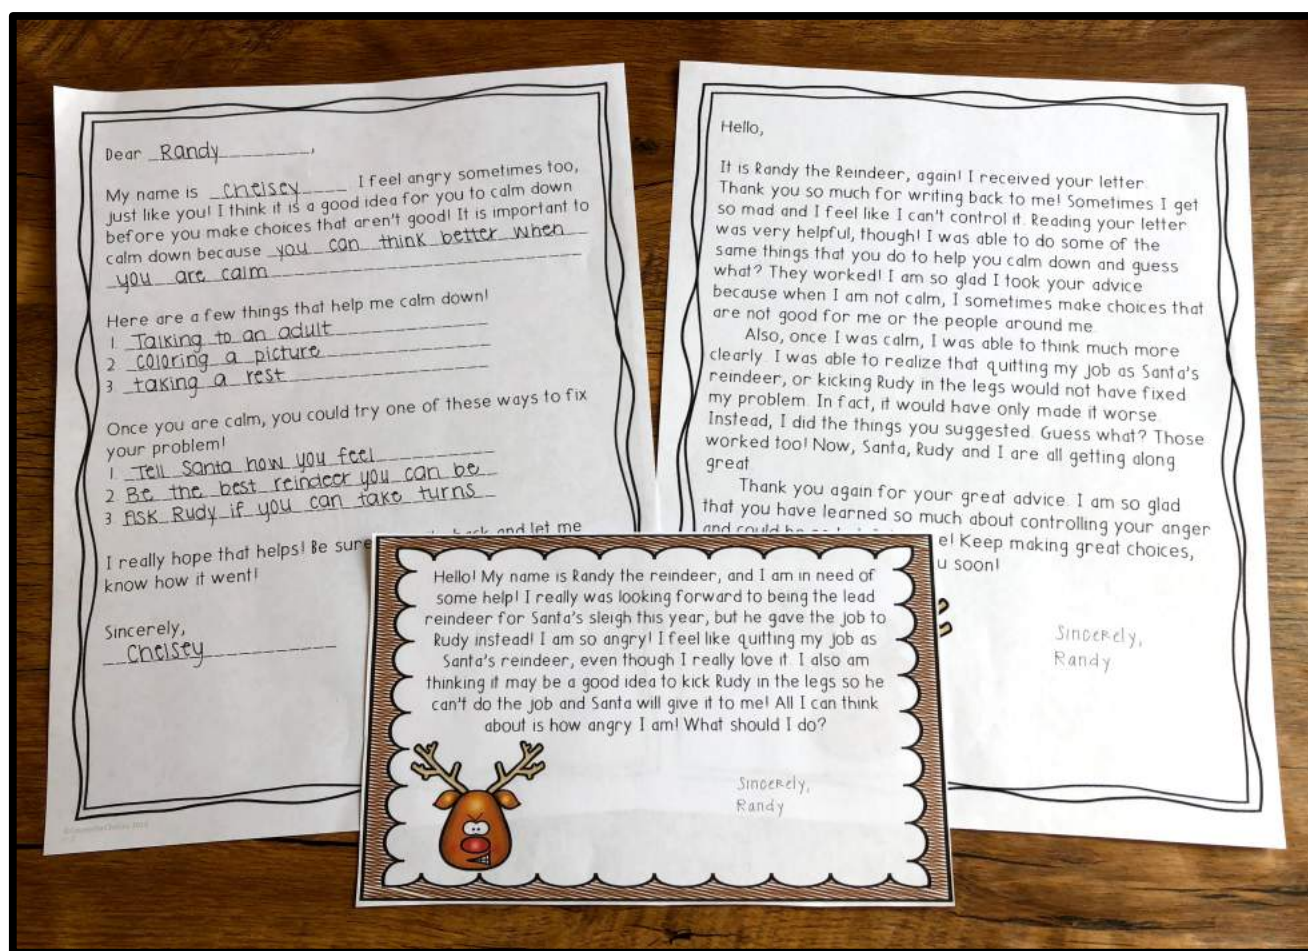 Dear Randy,
My name is Chelsey I feel angry sometimes too,
just like you! I think it is a good idea for you to calm down
before you make choices that aren't good! It is important to
calm down because you can think better when
you are calm
Here are a few things that help me calm down!
1 Talking to an adult
2 coloring a picture
3 taking a rest
Once you are calm, you could try one of these ways to fix
your problem!
1 Tell Santa how you feel
2 Be the best reindeer you can be
3 Ask Rudy if you can take turns
I really hope that helps! Be sure back and let me
know how it went!
Sincerely,
Chelsey
Hello,
It is Randy the Reindeer, again! I received your letter.
Thank you so much for writing back to me! Sometimes I get
so mad and I feel like I can't control it. Reading your letter
was very helpful, though! I was able to do some of the
same things that you do to help you calm down and guess
what? They worked! I am so glad I took your advice
because when I am not calm, I sometimes make choices that
are not good for me or the people around me.
Also, once I was calm, I was able to think much more
clearly. I was able to realize that quitting my job as Santa's
reindeer, or kicking Rudy in the legs would not have fixed
my problem. In fact, it would have only made it worse.
Instead, I did the things you suggested. Guess what? Those
worked too! Now, Santa, Rudy and I are all getting along
great.
Thank you again for your great advice. I am so glad
that you have learned so much about controlling your anger
and could e! Keep making great choices,
u soon!
Sincerely,
Randy
Hello! My name is Randy the reindeer, and I am in need of
some help! I really was looking forward to being the lead
reindeer for Santa's sleigh this year, but he gave the job to
Rudy instead! I am so angry! I feel like quitting my job as
Santa's reindeer, even though I really love it. I also am
thinking it may be a good idea to kick Rudy in the legs so he
can't do the job and Santa will give it to me! All I can think
about is how angry I am! What should I do?
Sincerely,
Randy